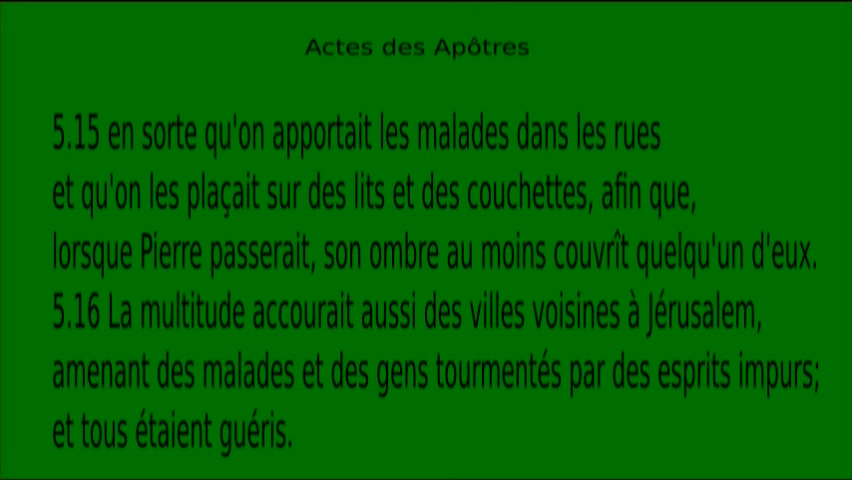 Actes des Apôtres
5.15 en sorte qu'on apportait les malades dans les rues
et qu'on les plaçait sur des lits et des couchettes, afin que,
lorsque Pierre passerait, son ombre au moins couvrît quelqu'un d'eux.
5.16 La multitude accourait aussi des villes voisines à Jérusalem,
amenant des malades et des gens tourmentés par des esprits impurs;
et tous étaient guéris.